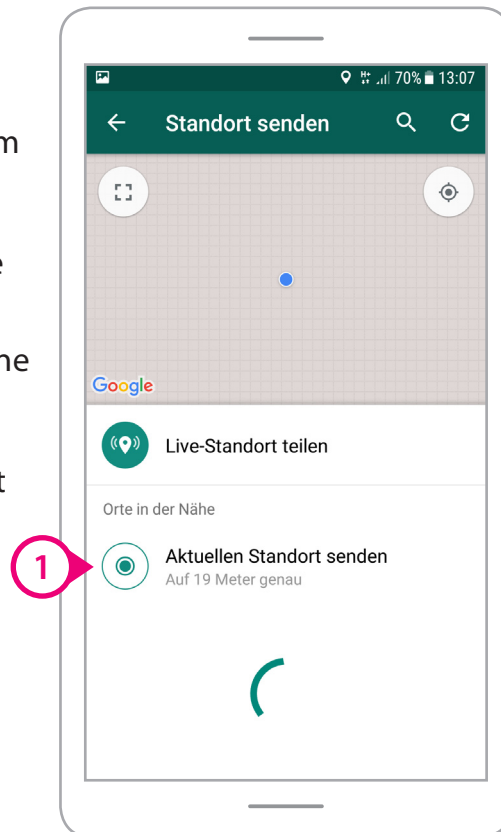 m
e
ne
t
H+ 70% 13:07
Standort senden
Google
Live-Standort teilen
Orte in der Nähe
1
Aktuellen Standort senden
Auf 19 Meter genau